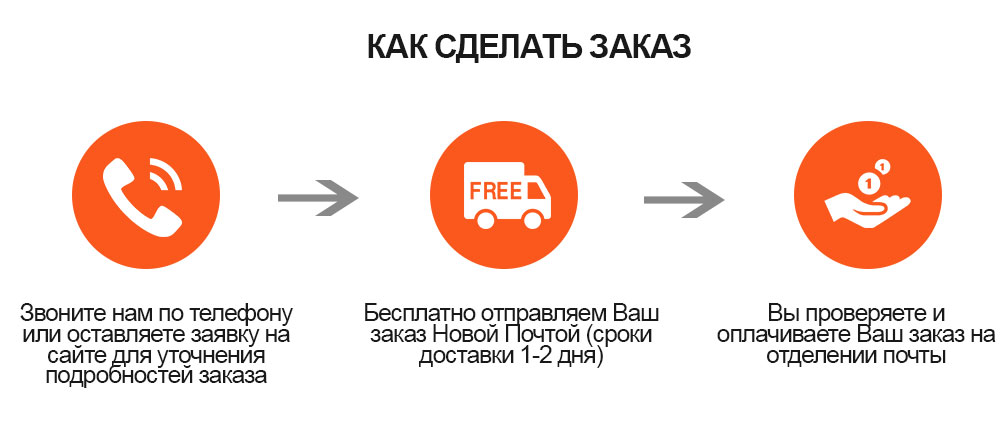 КАК СДЕЛАТЬ ЗАКАЗ
FREE
1
1
Звоните нам по телефону
или оставляете заявку на
сайте для уточнения
подробностей заказа
Бесплатно отправляем Ваш
заказ Новой Почтой (сроки
доставки 1-2 дня)
Вы проверяете и
оплачиваете Ваш заказ на
отделении почты